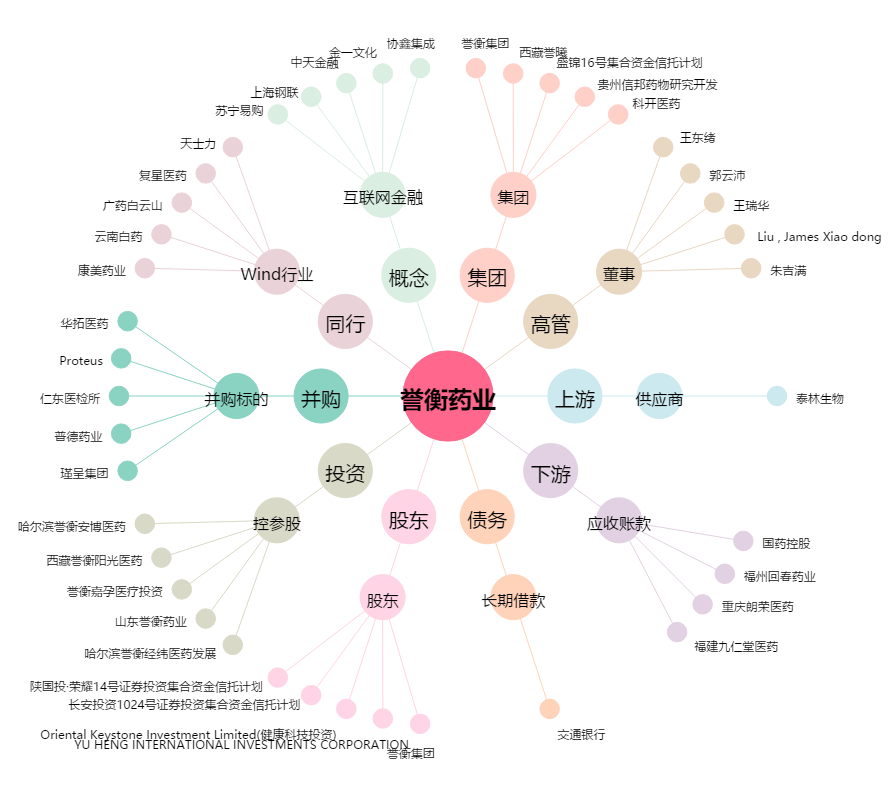 协鑫集成
誉衡集团
金一文化
西藏誉曦
中天金融
盛锦16号集合资金信托计划
上海钢联
贵州信邦药物研究开发
苏宁易购
科开医药
天士力
王东绪
复星医药
郭云沛
互联网金融
集团
广药白云山
王瑞华
云南白药
Liu , James Xiao dong
康美药业
Wind行业
概念
集团
董事
朱吉满
华拓医药
同行
高管
Proteus
仁东医检所
并购标的
并购
誉衡药业
上游
供应商
泰林生物
普德药业
瑾呈集团
投资
下游
哈尔滨誉衡安博医药
控参股
股东
债务
应收账款
国药控股
西藏誉衡阳光医药
福州回春药业
誉衡嘉孕医疗投资
股东
长期借款
重庆朗荣医药
山东誉衡药业
福建九仁堂医药
哈尔滨誉衡经纬医药发展
陕国投·荣耀14号证券投资集合资金信托计划
长安投资1024号证券投资集合资金信托计划
Oriental Keystone Investment Limited(健康科技投资)
交通银行
YU HENG INTERNATIONAL INVESTMENTS CORPORATION
誉衡集团